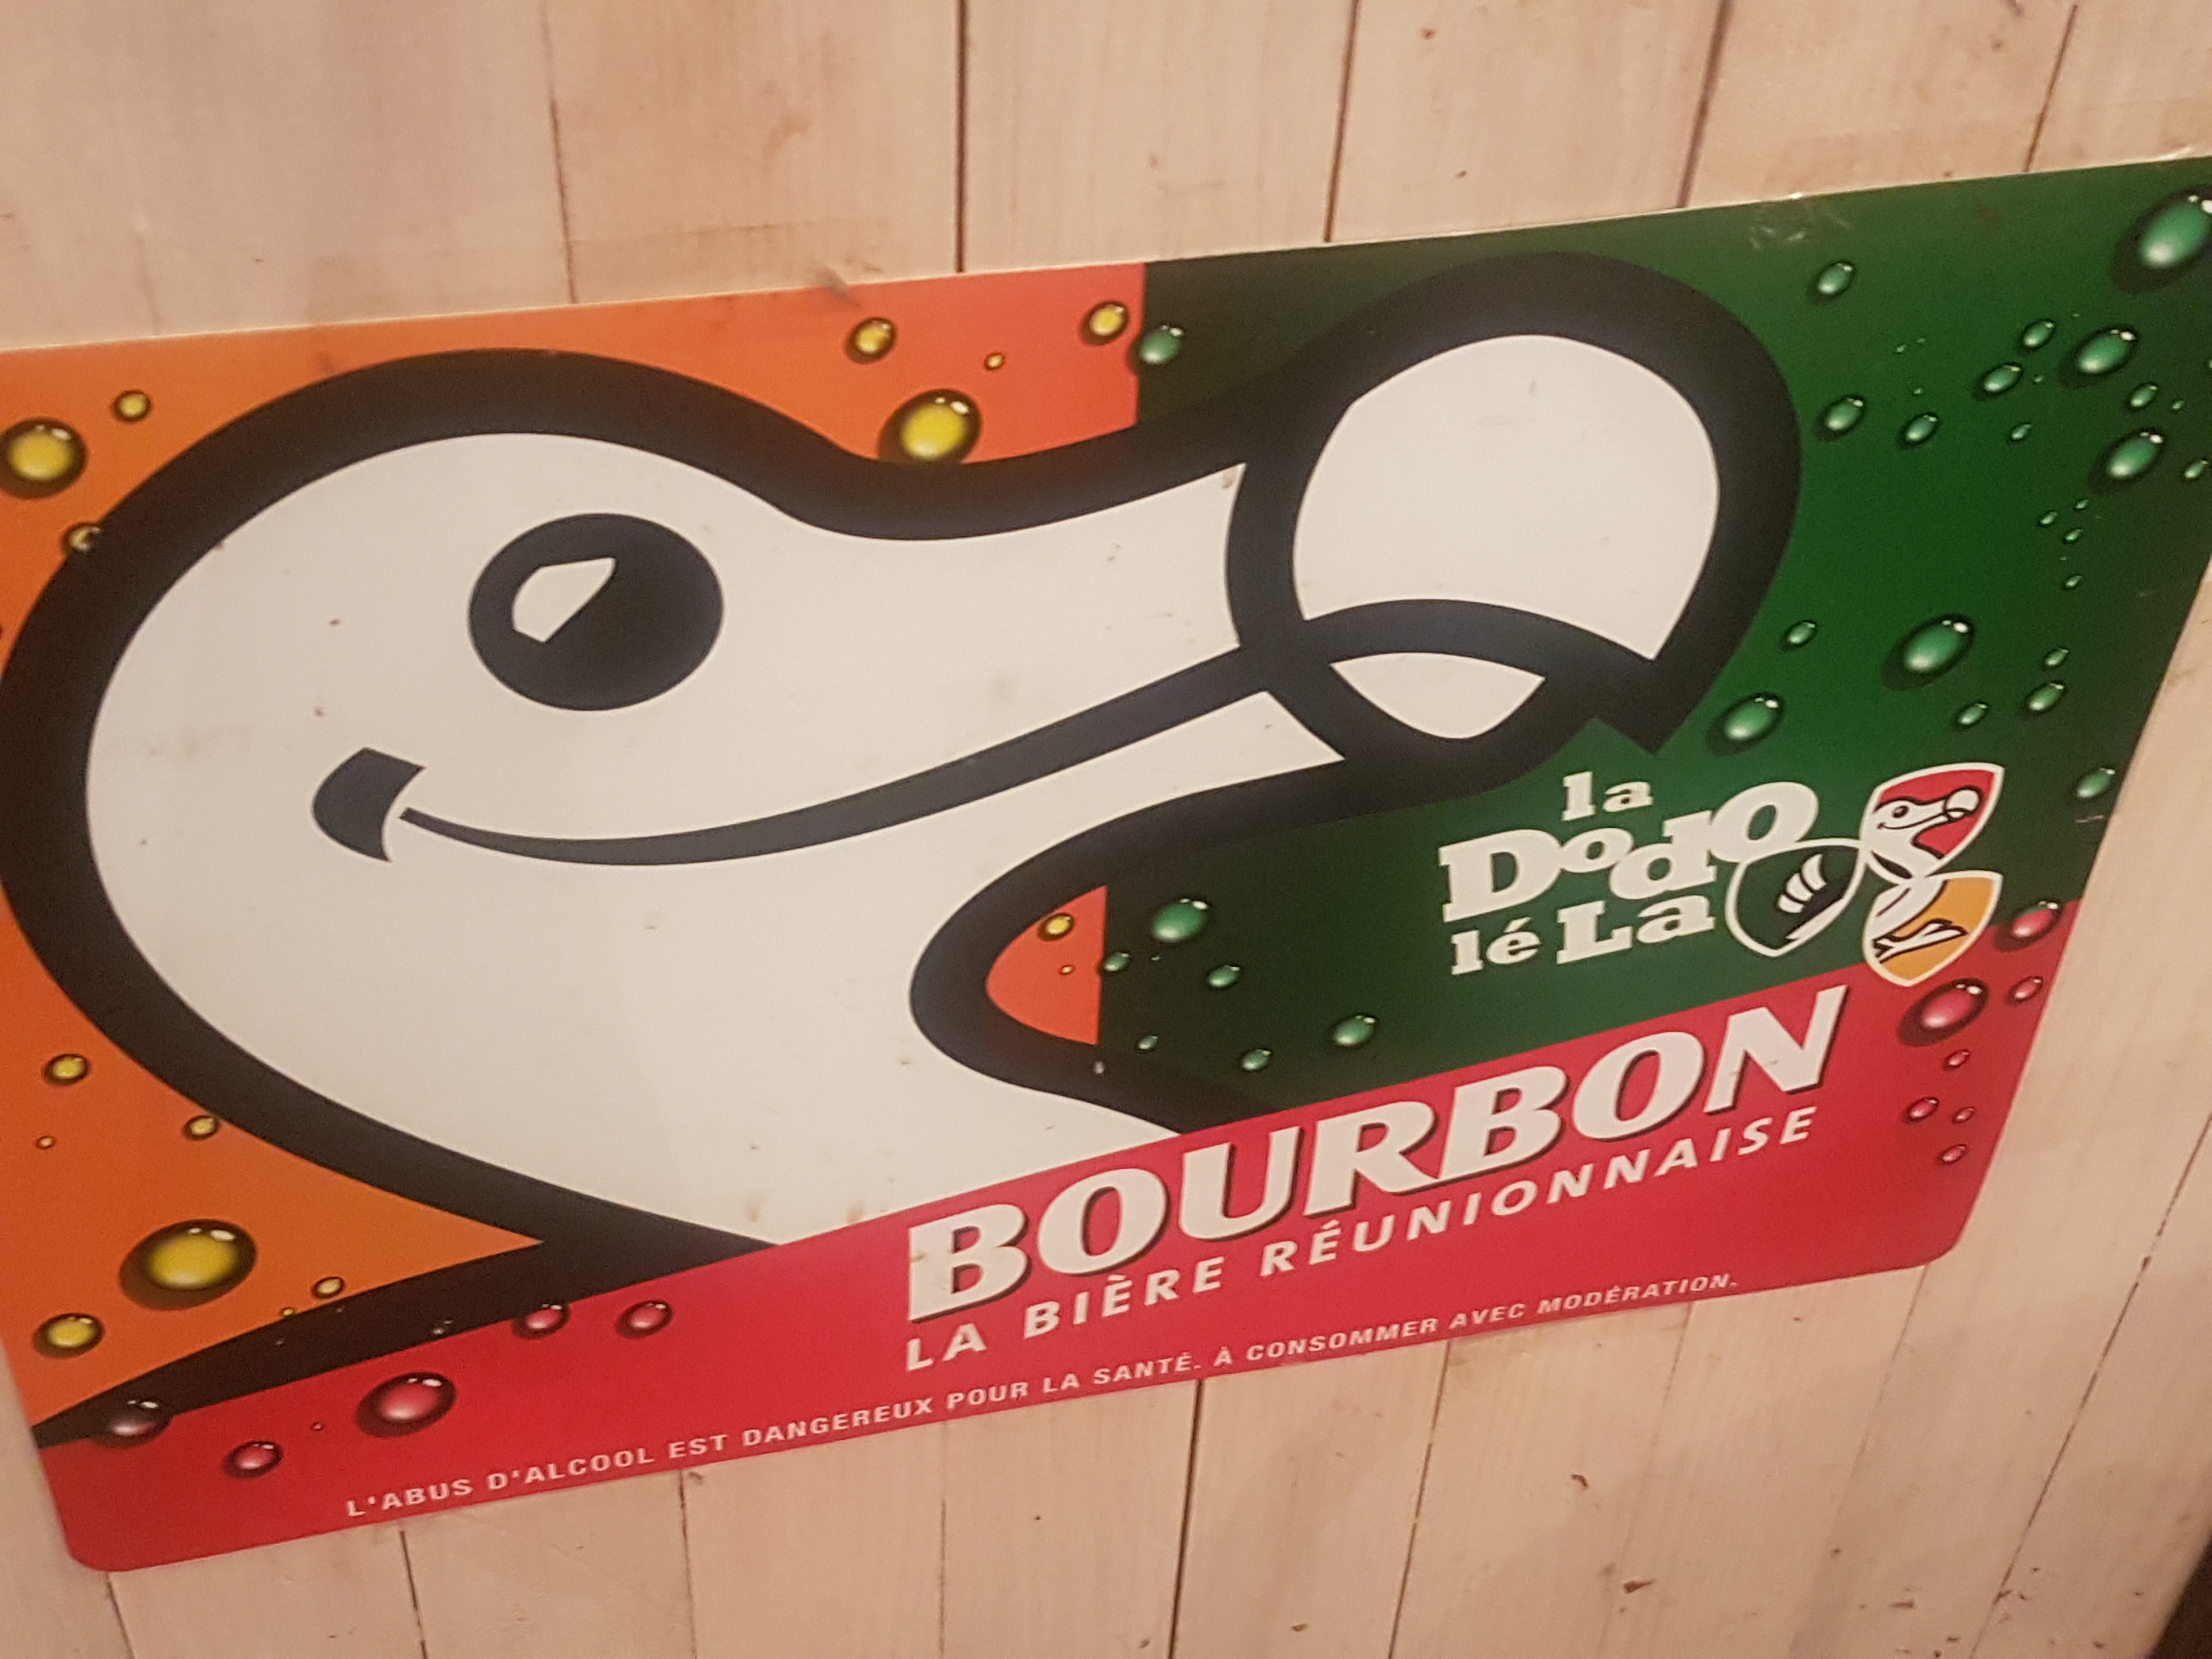 la
Dodo
lé La
BOURBON
LA BIÈRE RÉUNIONNAISE
L'ABUS D'ALCOOL EST DANGEREUX POUR LA SANTÉ. À CONSOMMER AVEC MODÉRATION.